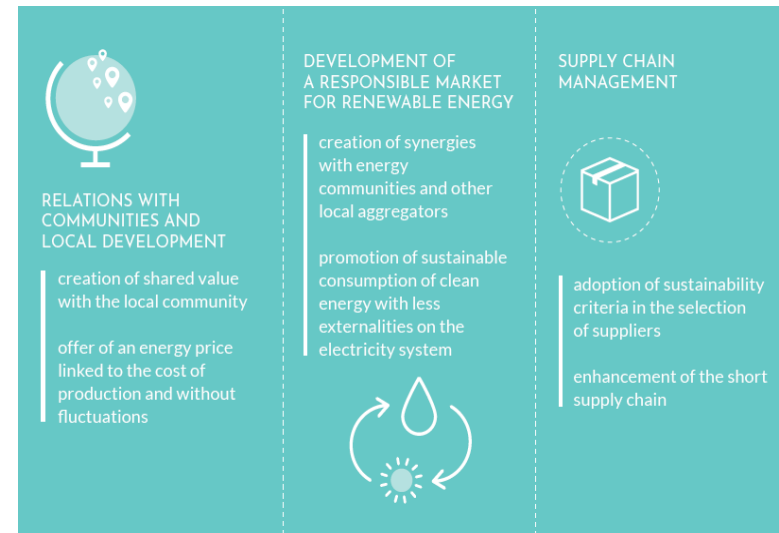 RELATIONS WITH
COMMUNITIES AND
LOCAL DEVELOPMENT
creation of shared value
with the local community
offer of an energy price
linked to the cost of
production and without
fluctuations
DEVELOPMENT OF
A RESPONSIBLE MARKET
FOR RENEWABLE ENERGY
creation of synergies
with energy
communities and other
local aggregators
promotion of sustainable
consumption of clean
energy with less
externalities on the
electricity system
SUPPLY CHAIN
MANAGEMENT
adoption of sustainability
criteria in the selection
of suppliers
enhancement of the short
supply chain